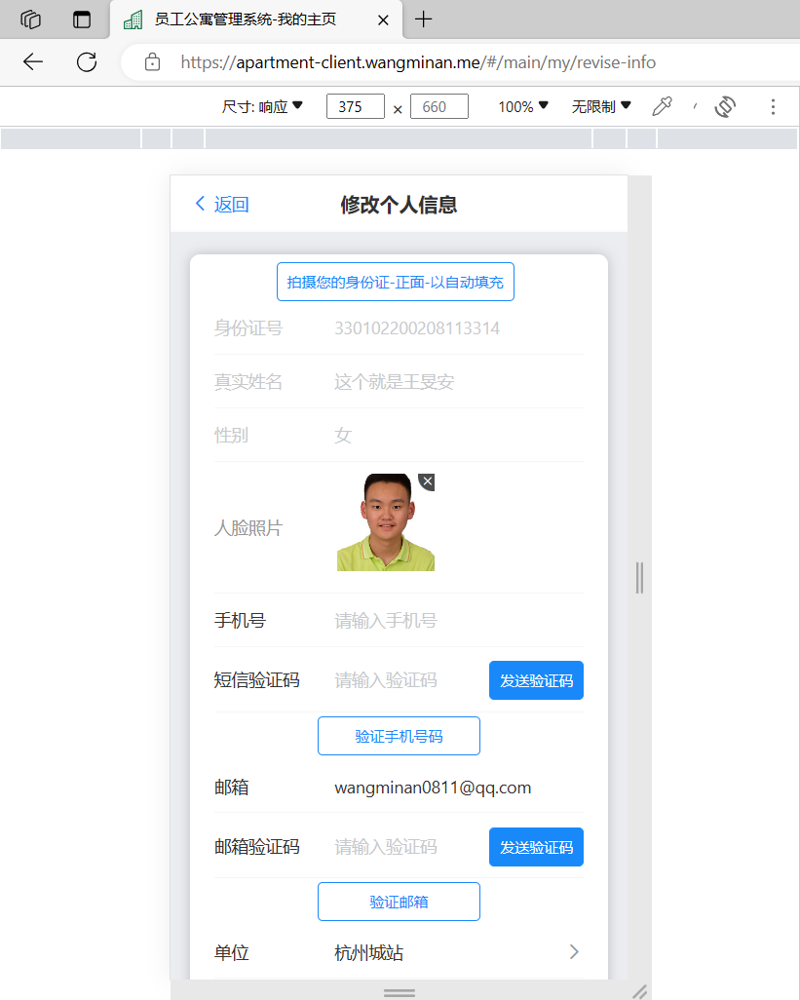 员工公寓管理系统-我的主页
https://apartment-client.wangminan.me/#/main/my/revise-info
尺寸: 响应 375 × 660 100% 无限制
返回 修改个人信息
拍摄您的身份证-正面-以自动填充
身份证号 330102200208113314
真实姓名 这个就是王旻安
性别 女
人脸照片
手机号 请输入手机号
短信验证码 请输入验证码 发送验证码
验证手机号码
邮箱 wangminan0811@qq.com
邮箱验证码 请输入验证码 发送验证码
验证邮箱
单位 杭州城站